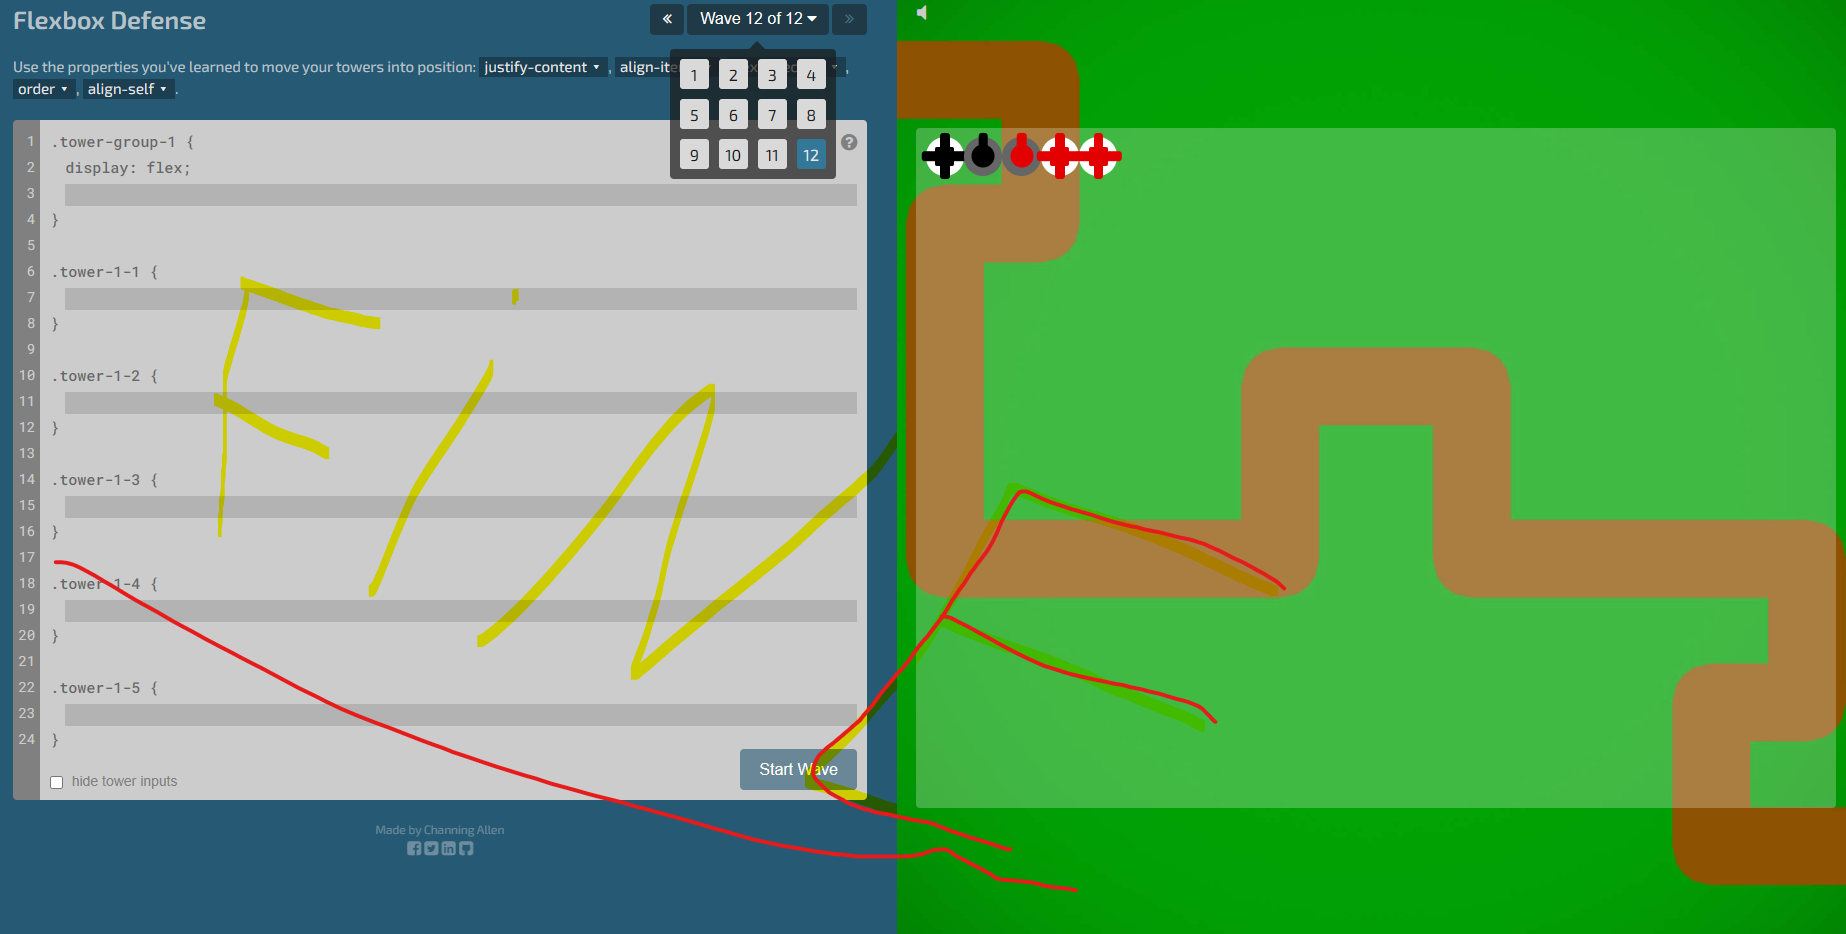 Flexbox Defense
« Wave 12 of 12 ▾ »
Use the properties you've learned to move your towers into position: justify-content ▾ , align-ite ,
order ▾ , align-self ▾ .
1 2 3 4
5 6 7 8
9 10 11 12
1 .tower-group-1 {
2 display: flex;
3
4 }
5
6 .tower-1-1 {
7
8 }
9
10 .tower-1-2 {
11
12 }
13
14 .tower-1-3 {
15
16 }
17
18 .tower-1-4 {
19
20 }
21
22 .tower-1-5 {
23
24 }
?
FiN
Start Wave
hide tower inputs
Made by Channing Allen